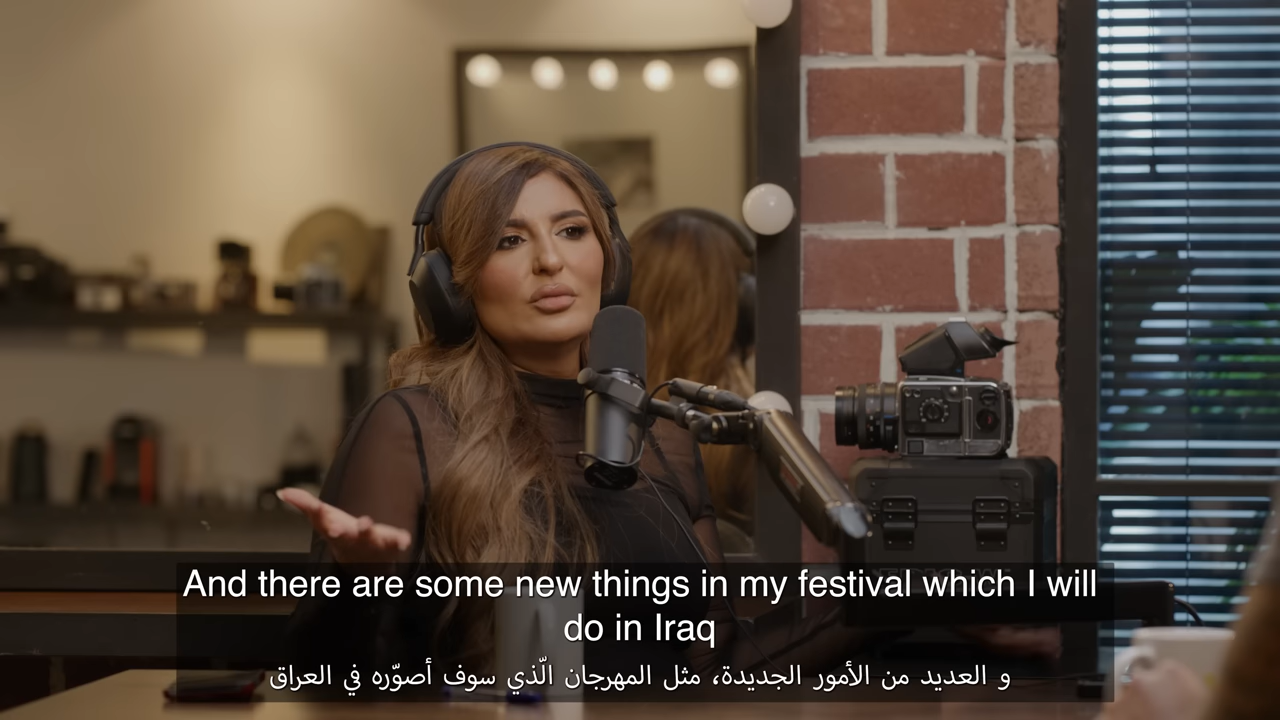 And there are some new things in my festival which I will
do in Iraq
و العديد من الأمور الجديدة، مثل المهرجان الّذي سوف أصوّره في العراق